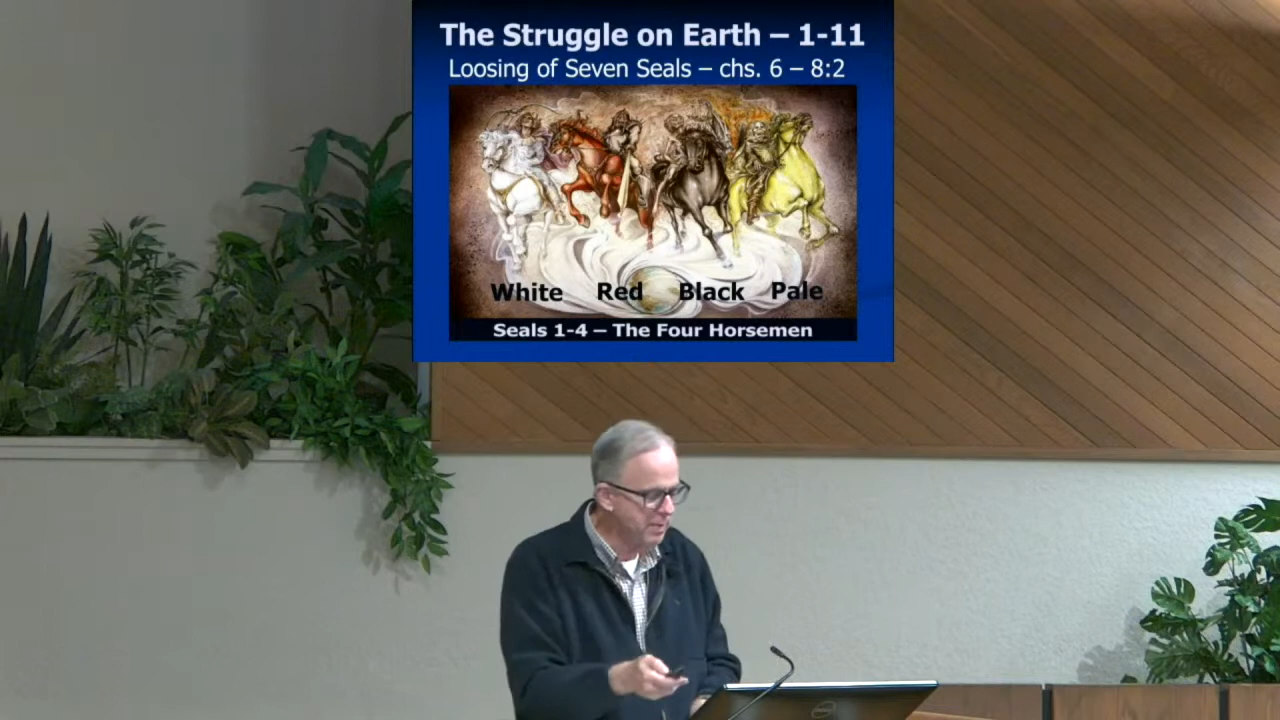 The Struggle on Earth – 1-11
Loosing of Seven Seals – chs. 6 – 8:2
White Red Black Pale
Seals 1-4 – The Four Horsemen
DELL